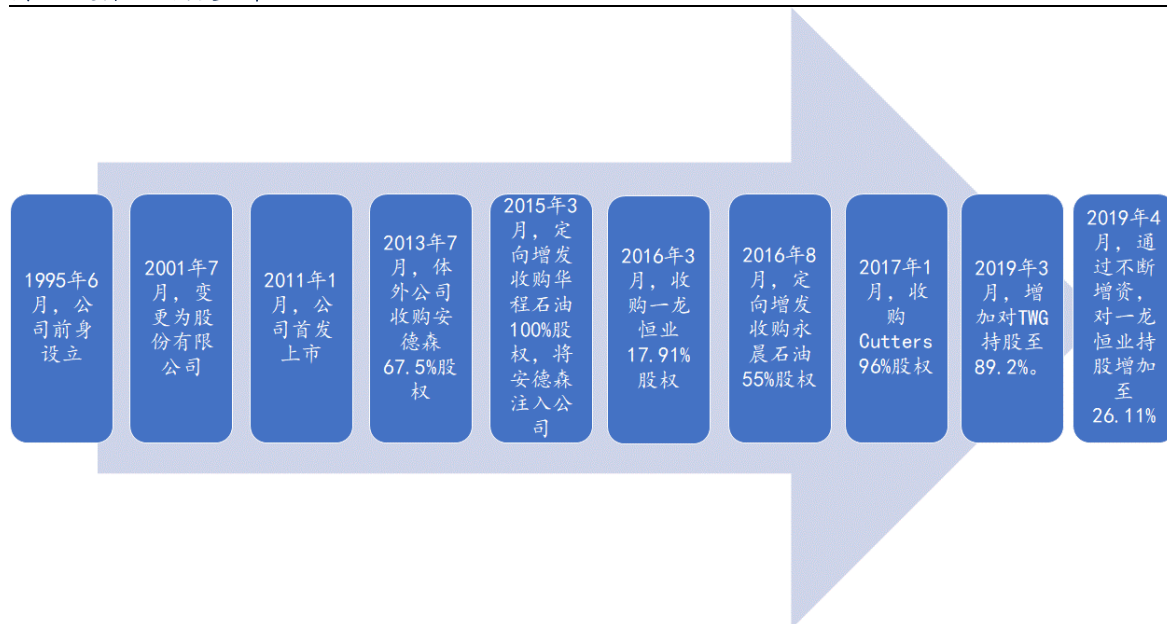 1995年6
月，公
司前身
设立
2001年7
月，变
更为股
份有限
公司
2011年1
月，公
司首发
上市
2013年7
月，体
外公司
收购安
德森
67.5%股
权
2015年3
月，定
向增发
收购华
程石油
100%股
权，将
安德森
注入公
司
2016年3
月，收
购一龙
恒业
17.91%
股权
2016年8
月，定
向增发
收购永
晨石油
55%股权
2017年1
月，收
购
Cutters
96%股权
2019年3
月，增
加对TWG
持股至
89.2%。
2019年4
月，通
过不断
增资，
对一龙
恒业持
股增加
至
26.11%